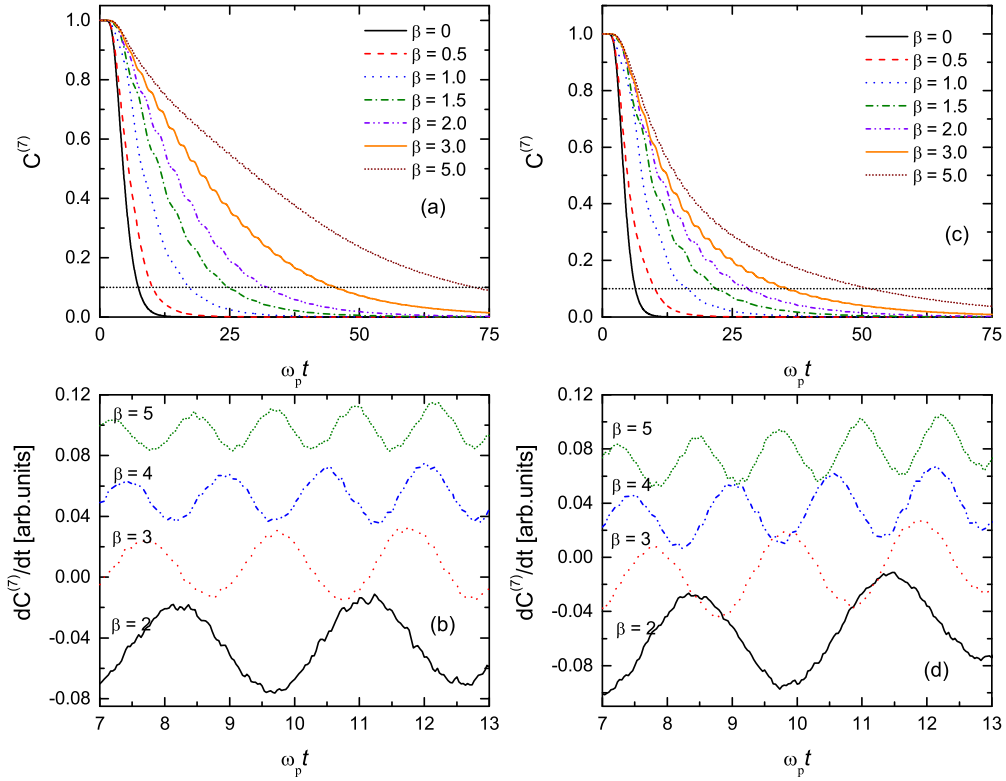 1.0
0.8
0.6
0.4
0.2
0.0
C^(7)
β = 0
β = 0.5
β = 1.0
β = 1.5
β = 2.0
β = 3.0
β = 5.0
(a)
0 25 50 75
ω_p t
1.0
0.8
0.6
0.4
0.2
0.0
C^(7)
β = 0
β = 0.5
β = 1.0
β = 1.5
β = 2.0
β = 3.0
β = 5.0
(c)
0 25 50 75
ω_p t
0.12
0.08
0.04
0.00
-0.04
-0.08
dC^(7)/dt [arb.units]
β = 5
β = 4
β = 3
β = 2
(b)
7 8 9 10 11 12 13
ω_p t
0.12
0.08
0.04
0.00
-0.04
-0.08
dC^(7)/dt [arb.units]
β = 5
β = 4
β = 3
β = 2
(d)
7 8 9 10 11 12 13
ω_p t